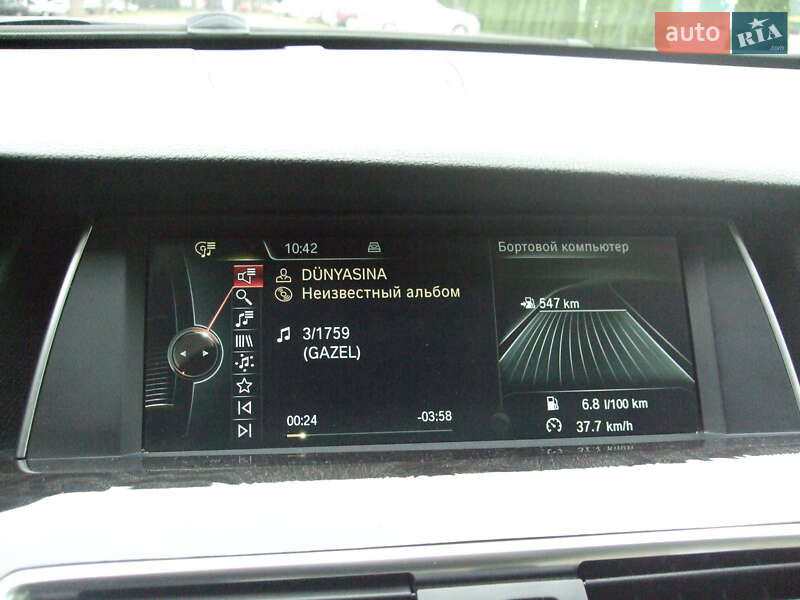 auto RIA.com
10:42
Бортовой компьютер
DÜNYASINA
Неизвестный альбом
547 km
3/1759
(GAZEL)
00:24
-03:58
6.8 l/100 km
37.7 km/h